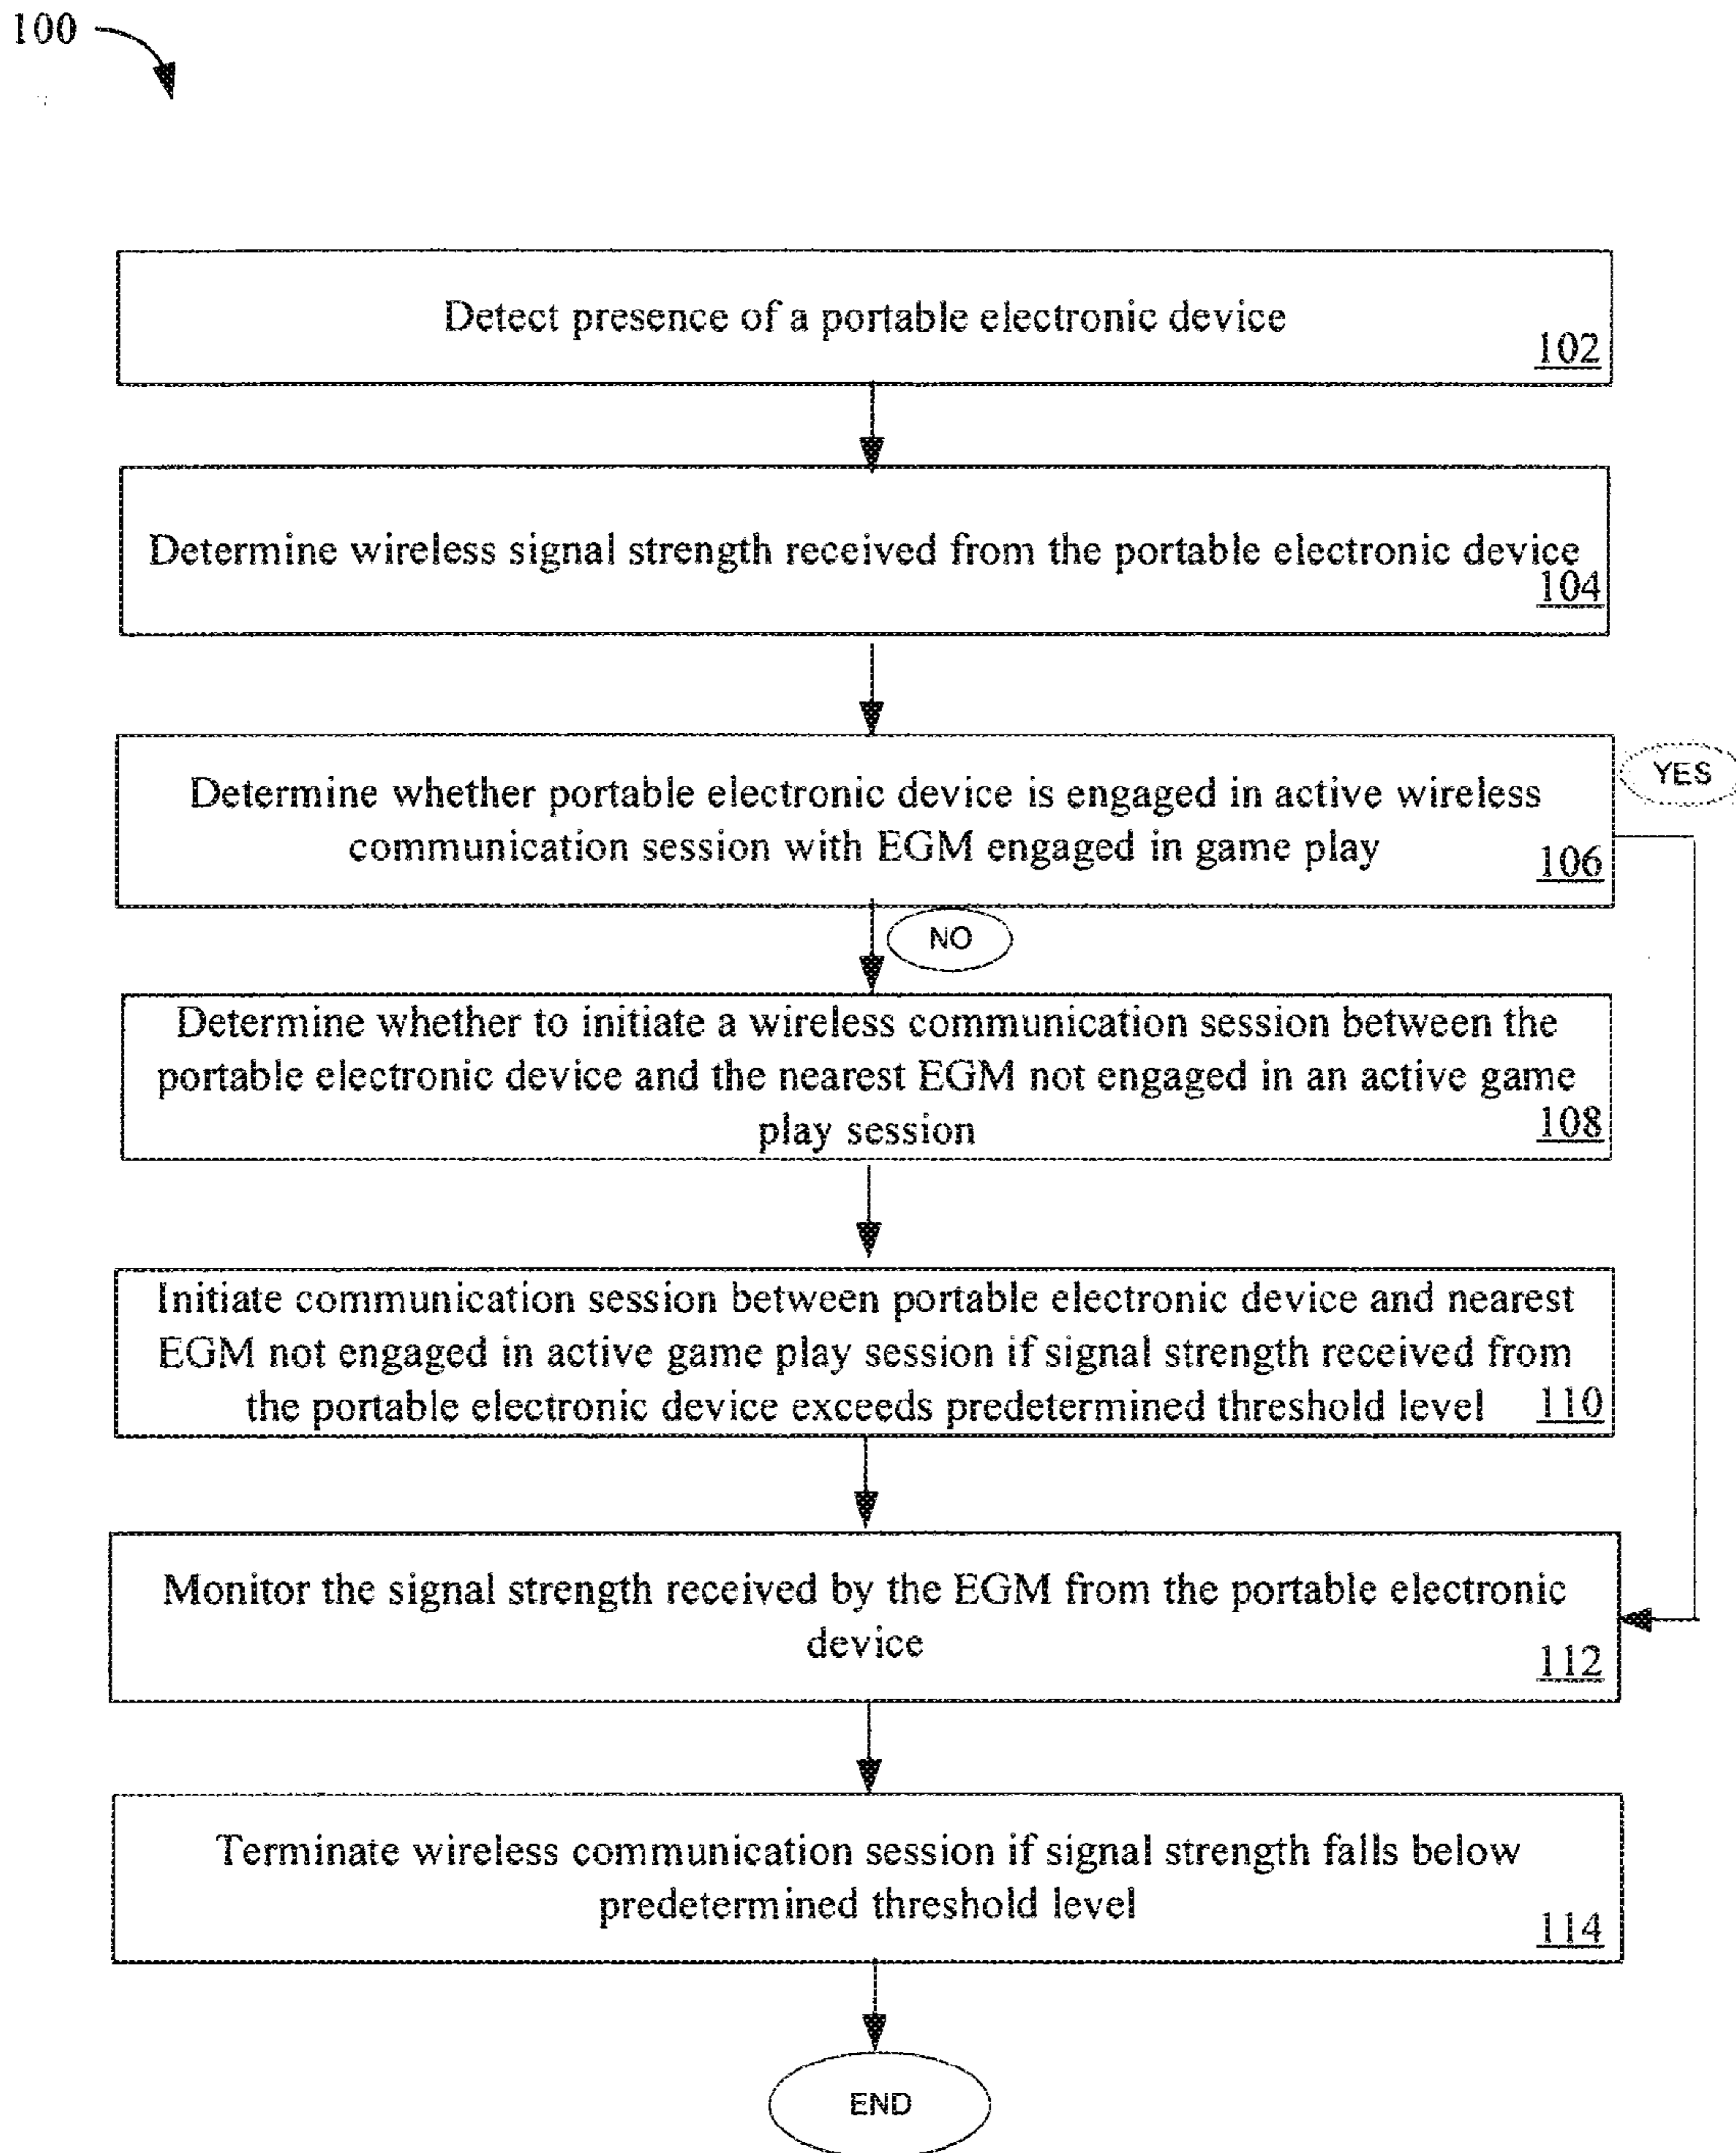 100
Detect presence of a portable electronic device
102
Determine wireless signal strength received from the portable electronic device
104
Determine whether portable electronic device is engaged in active wireless
communication session with EGM engaged in game play
106
YES
NO
Determine whether to initiate a wireless communication session between the
portable electronic device and the nearest EGM not engaged in an active game
play session
108
Initiate communication session between portable electronic device and nearest
EGM not engaged in active game play session if signal strength received from
the portable electronic device exceeds predetermined threshold level
110
Monitor the signal strength received by the EGM from the portable electronic
device
112
Terminate wireless communication session if signal strength falls below
predetermined threshold level
114
END